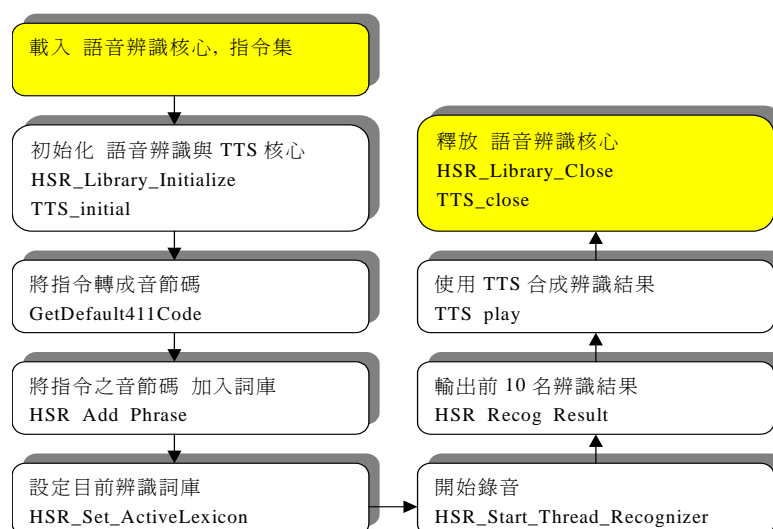 載入 語音辨識核心, 指令集
初始化 語音辨識與 TTS 核心
HSR_Library_Initialize
TTS_initial
將指令轉成音節碼
GetDefault411Code
將指令之音節碼 加入詞庫
HSR Add Phrase
設定目前辨識詞庫
HSR_Set_ActiveLexicon
開始錄音
HSR_Start_Thread_Recognizer
輸出前 10 名辨識結果
HSR Recog Result
使用 TTS 合成辨識結果
TTS play
釋放 語音辨識核心
HSR_Library_Close
TTS_close